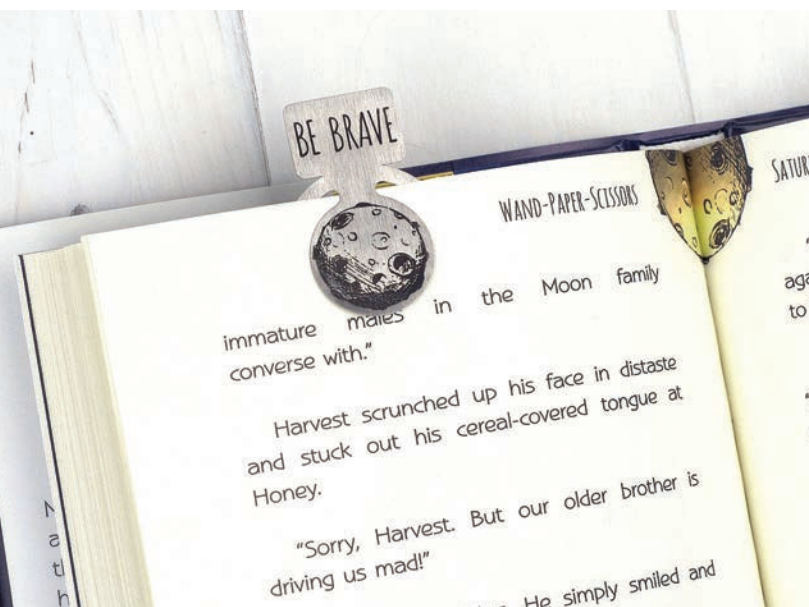 BE BRAVE
WAND-PAPER-SCISSORS
immature males in the Moon family
converse with."
Harvest scrunched up his face in distaste
and stuck out his cereal-covered tongue at
Honey.
"Sorry, Harvest. But our older brother is
driving us mad!"
He simply smiled and
to